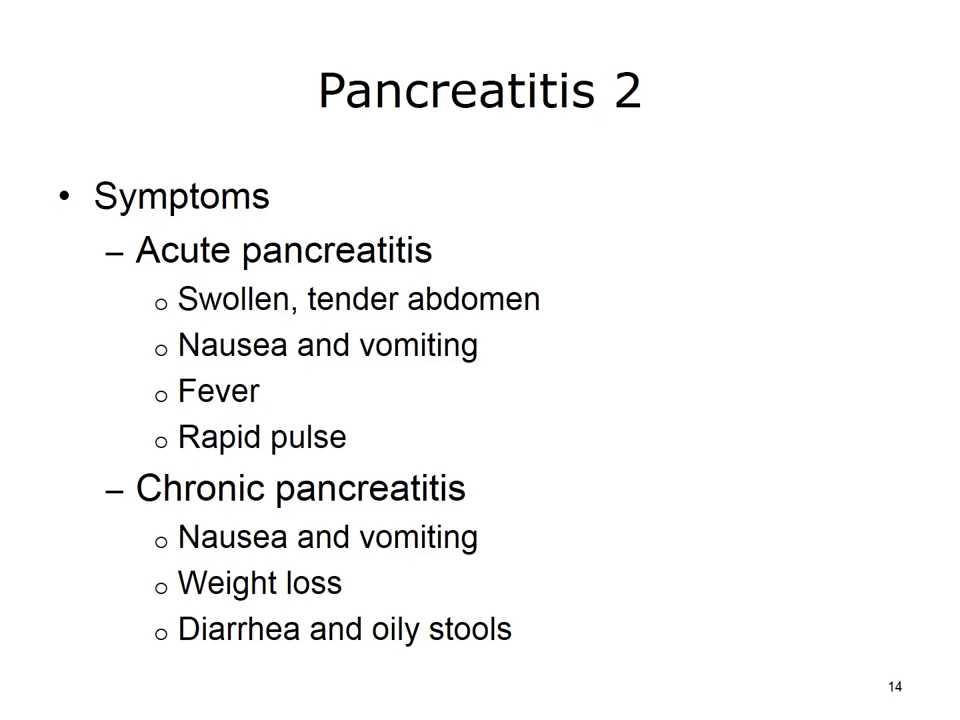 Pancreatitis 2
• Symptoms
– Acute pancreatitis
o Swollen, tender abdomen
o Nausea and vomiting
o Fever
o Rapid pulse
– Chronic pancreatitis
o Nausea and vomiting
o Weight loss
o Diarrhea and oily stools
14